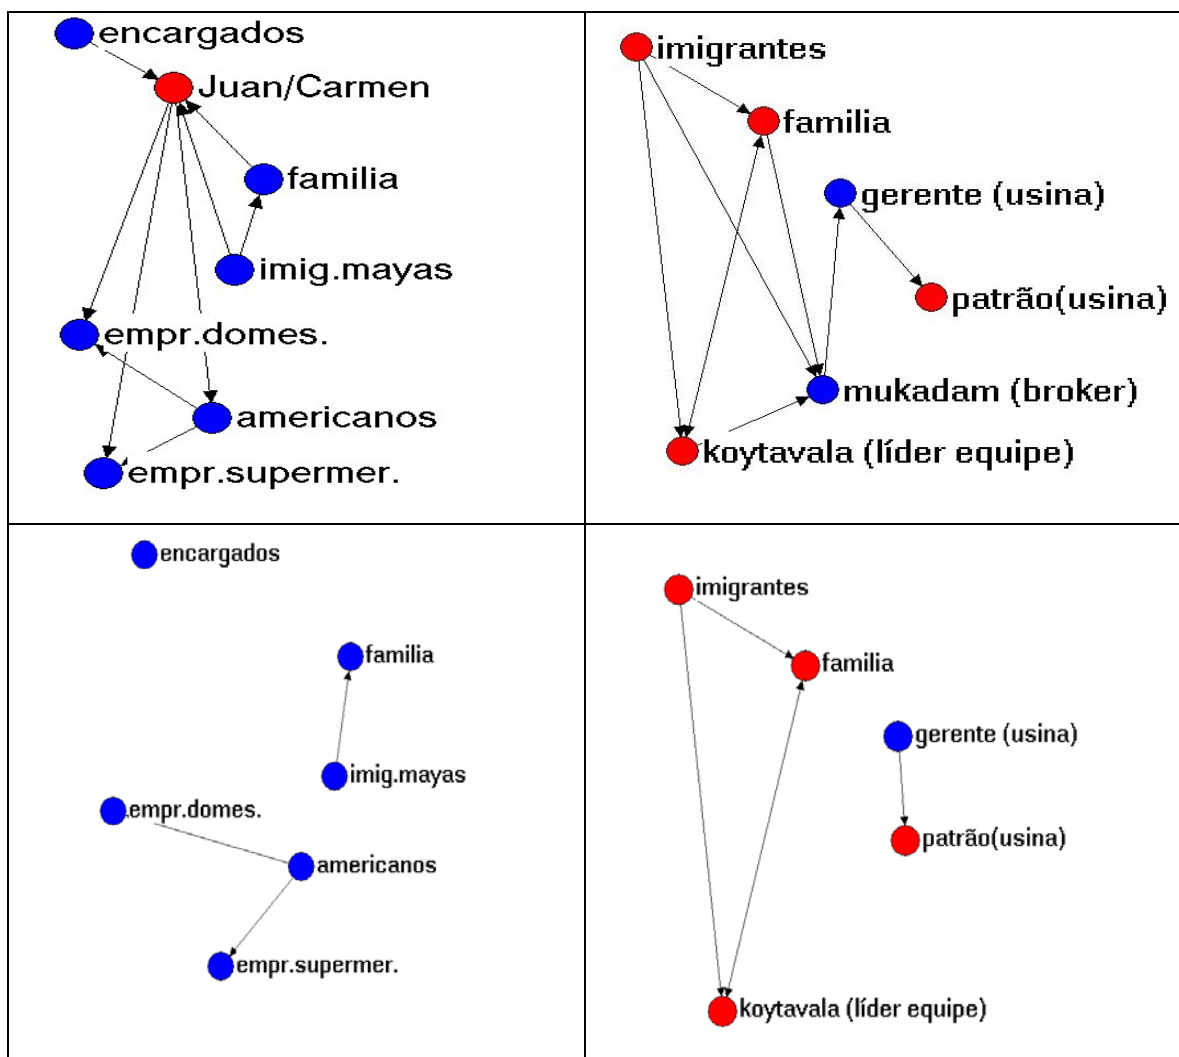 encargados
Juan/Carmen
familia
imig.mayas
empr.domes.
americanos
empr.supermer.
imigrantes
familia
gerente (usina)
patrão(usina)
mukadam (broker)
koytavala (líder equipe)
encargados
familia
imig.mayas
empr.domes.
americanos
empr.supermer.
imigrantes
familia
gerente (usina)
patrão(usina)
koytavala (líder equipe)